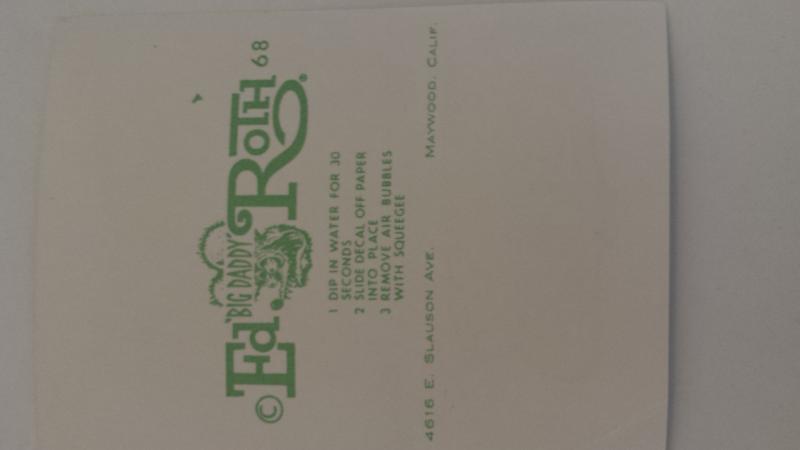 © Ed. "BIG DADDY" ROTH ® 68
1 DIP IN WATER FOR 30
SECONDS
2 SLIDE DECAL OFF PAPER
INTO PLACE
3 REMOVE AIR BUBBLES
WITH SQUEEGEE
4616 E. SLAUSON AVE. MAYWOOD, CALIF.